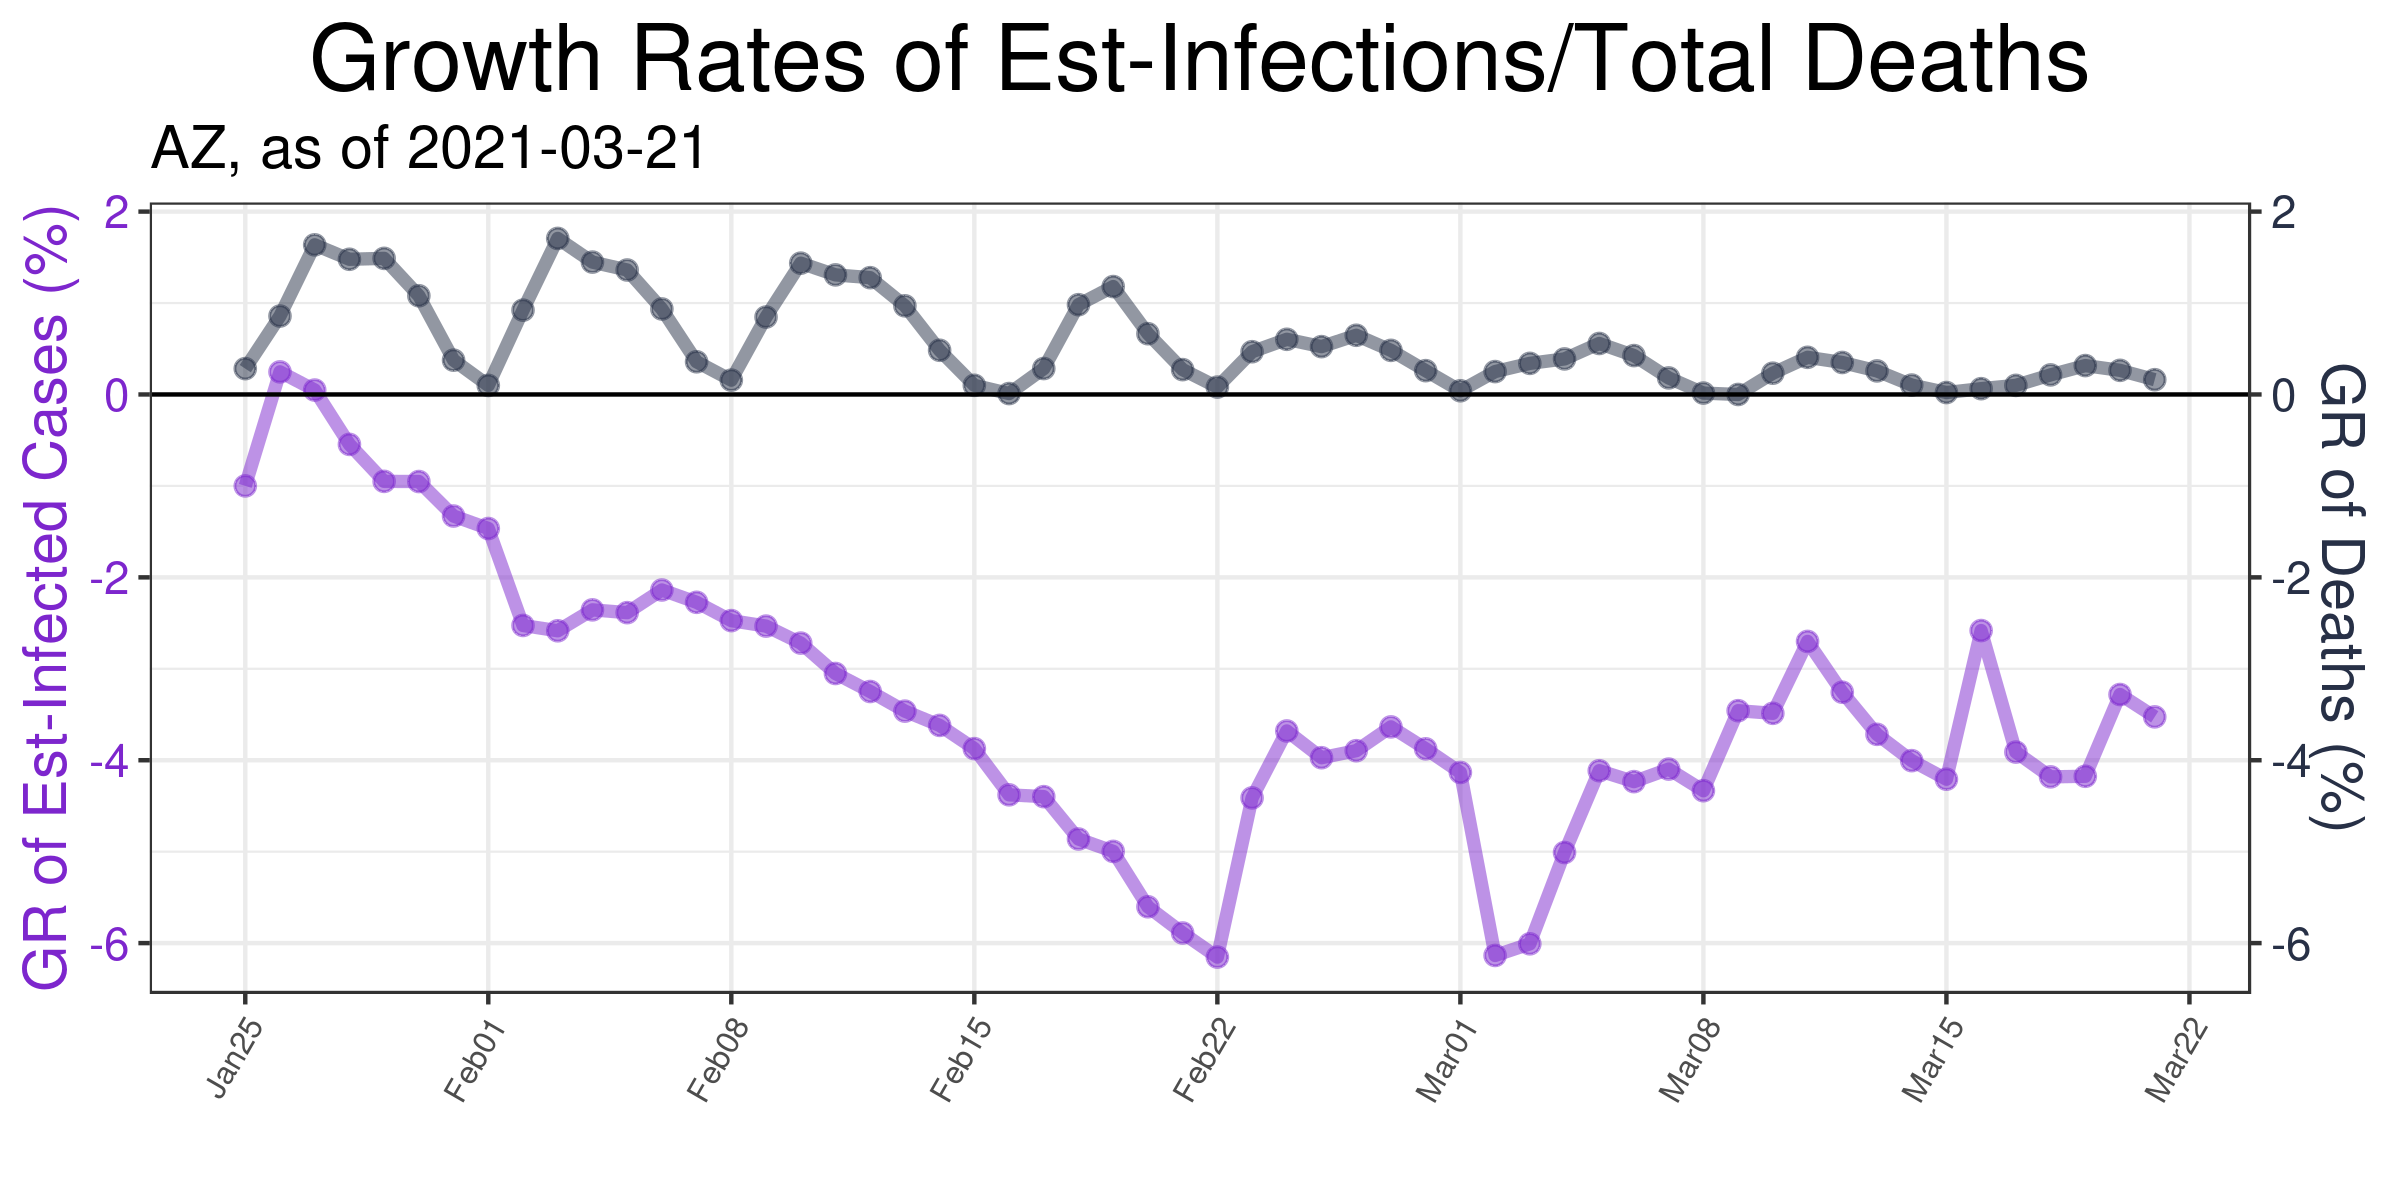 Growth Rates of Est-Infections/Total Deaths
AZ, as of 2021-03-21
GR of Est-Infected Cases (%)
2
0
-2
-4
-6
2
0
-2
-4
-6
GR of Deaths (%)
Jan25
Feb01
Feb08
Feb15
Feb22
Mar01
Mar08
Mar15
Mar22